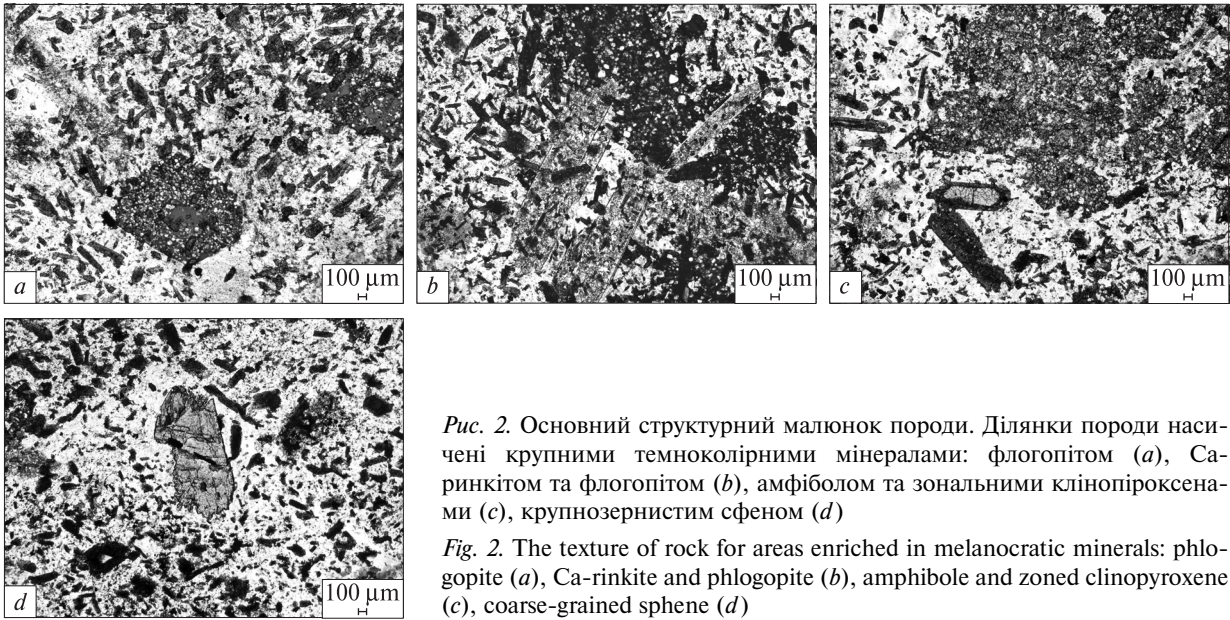 a
100 μm
b
100 μm
c
100 μm
d
100 μm
Рис. 2. Основний структурний малюнок породи. Ділянки породи наси-
чені крупними темноколірними мінералами: флогопітом (a), Ca-
ринкітом та флогопітом (b), амфіболом та зональними клінопіроксена-
ми (c), крупнозернистим сфеном (d)
Fig. 2. The texture of rock for areas enriched in melanocratic minerals: phlo-
gopite (a), Ca-rinkite and phlogopite (b), amphibole and zoned clinopyroxene
(c), coarse-grained sphene (d)